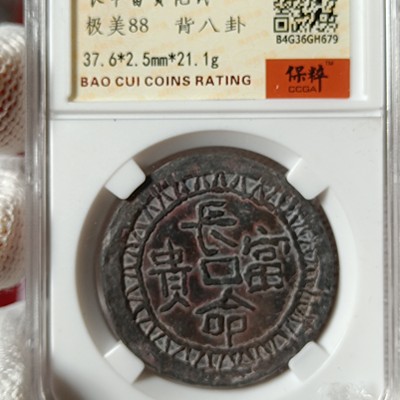 极美88 背八卦
B4G36GH679
37.6*2.5mm*21.1g
BAO CUI COINS RATING
保粹
CCGA
長命富貴